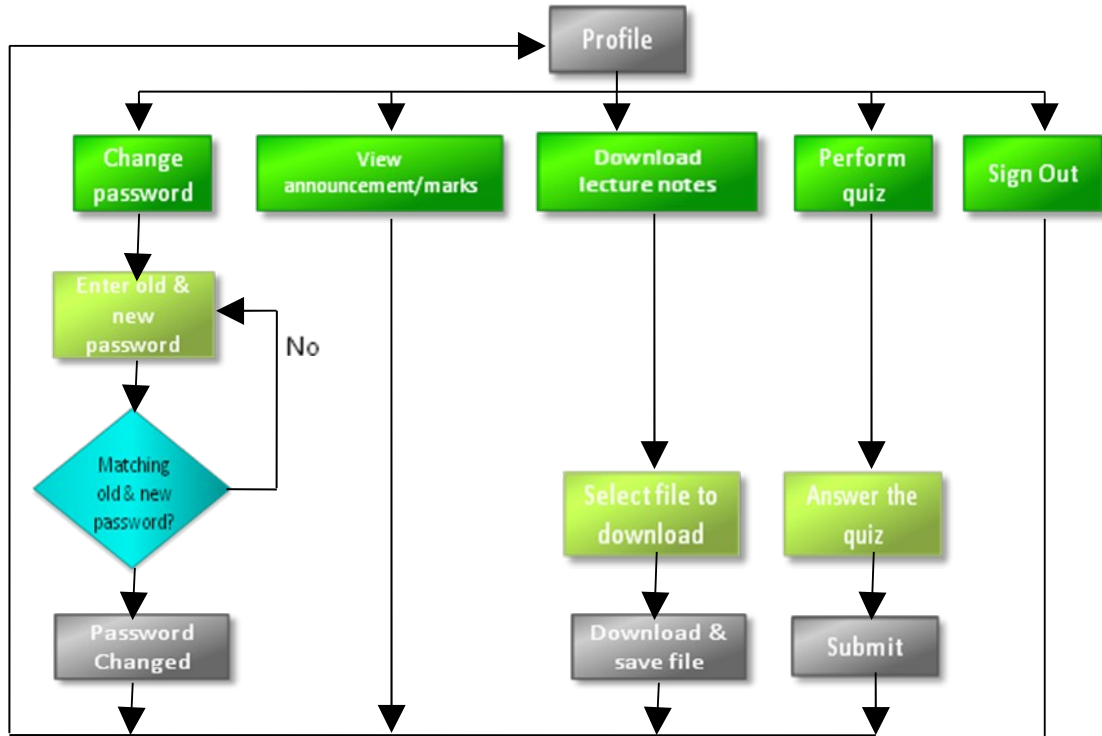 Profile
Change
password
View
announcement/marks
Download
lecture notes
Perform
quiz
Sign Out
Enter old &
new
password
No
Matching
old & new
password?
Select file to
download
Answer the
quiz
Password
Changed
Download &
save file
Submit